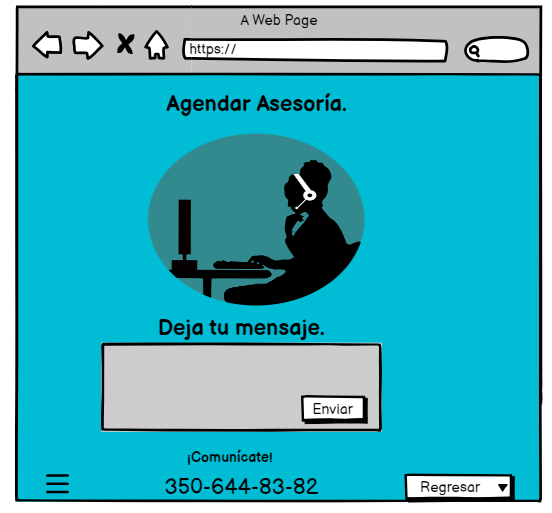 A Web Page
https://
Agendar Asesoría.
Deja tu mensaje.
Enviar
¡Comunícate!
350-644-83-82
Regresar